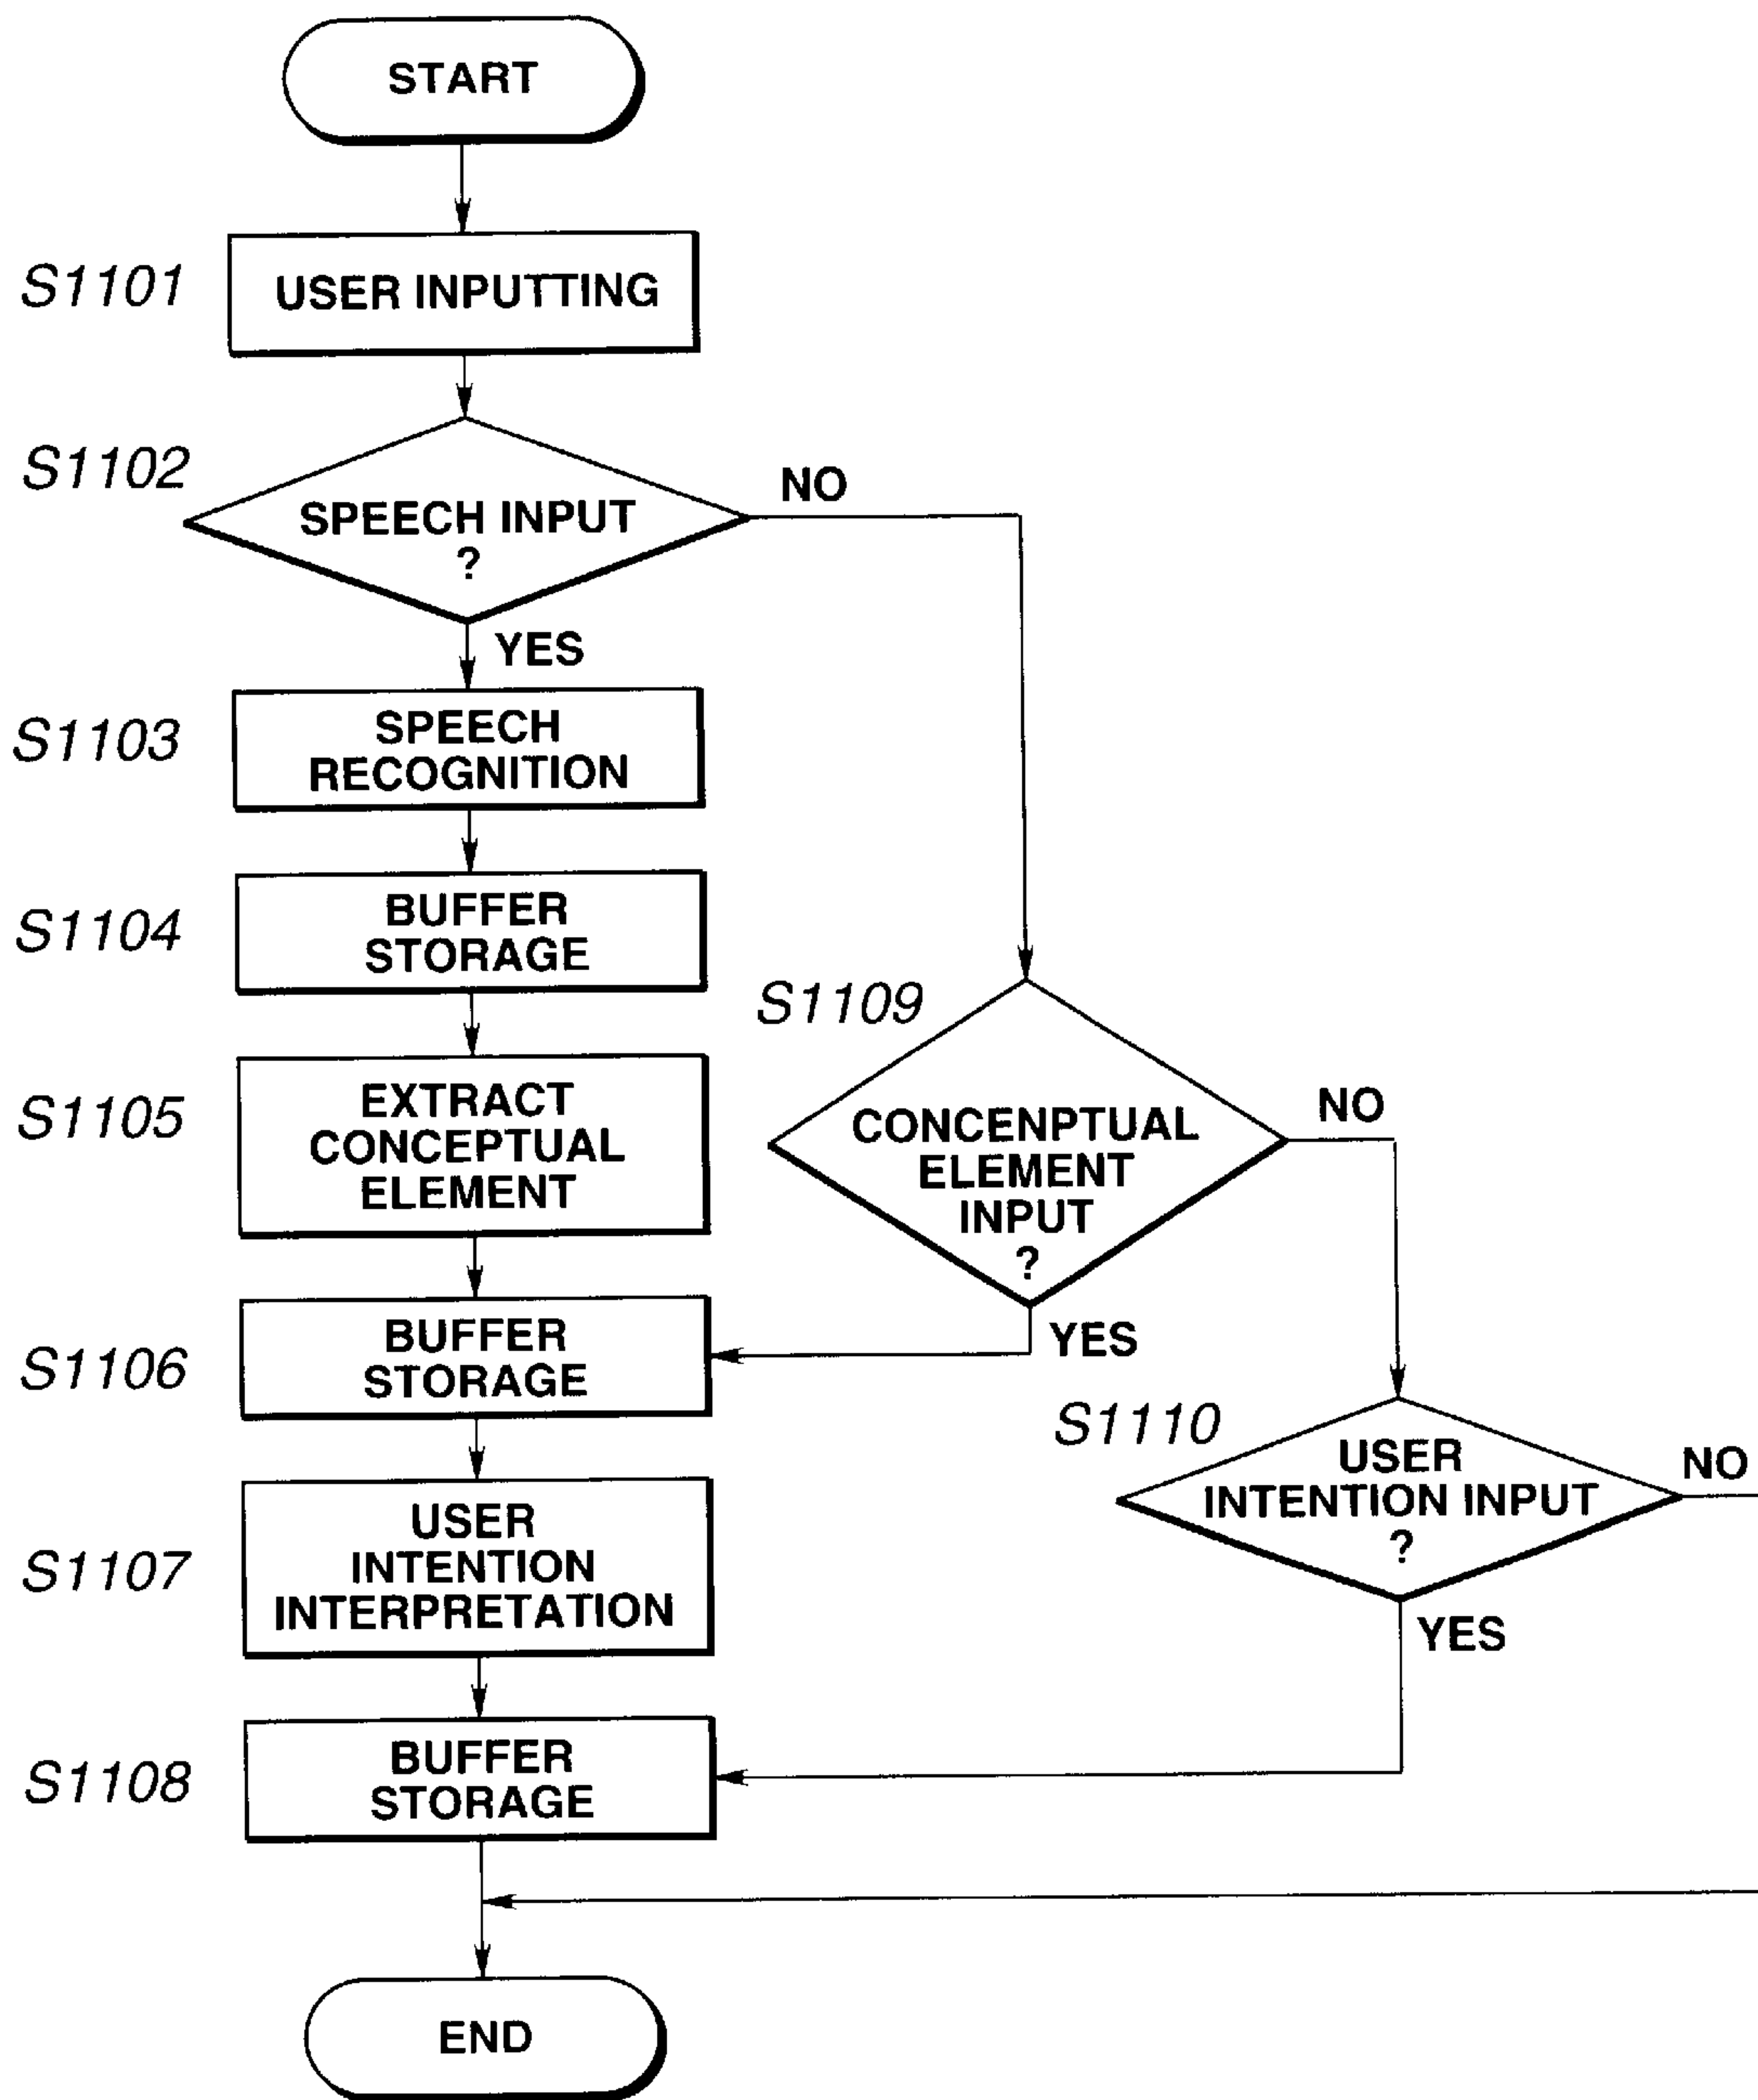 START
S1101
USER INPUTTING
S1102
SPEECH INPUT
?
NO
YES
S1103
SPEECH
RECOGNITION
S1104
BUFFER
STORAGE
S1105
EXTRACT
CONCEPTUAL
ELEMENT
S1109
CONCENPTUAL
ELEMENT
INPUT
?
NO
YES
S1106
BUFFER
STORAGE
S1110
USER
INTENTION INPUT
?
NO
YES
S1107
USER
INTENTION
INTERPRETATION
S1108
BUFFER
STORAGE
END